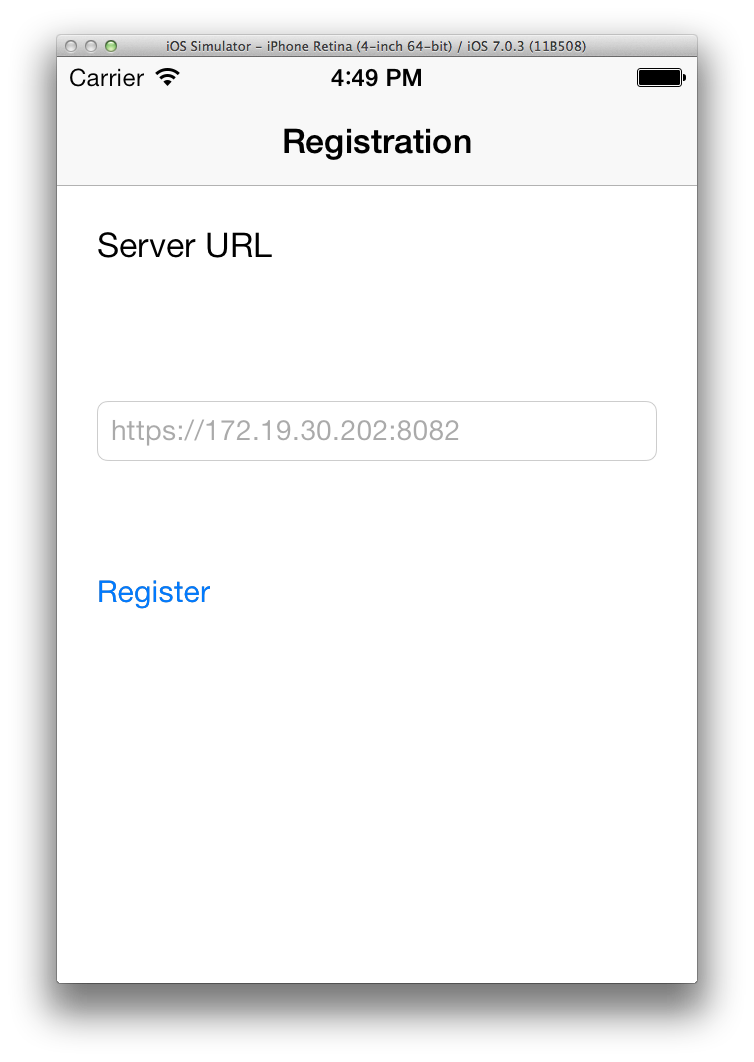 iOS Simulator - iPhone Retina (4-inch 64-bit) / iOS 7.0.3 (11B508)
Carrier 4:49 PM
Registration
Server URL
https://172.19.30.202:8082
Register